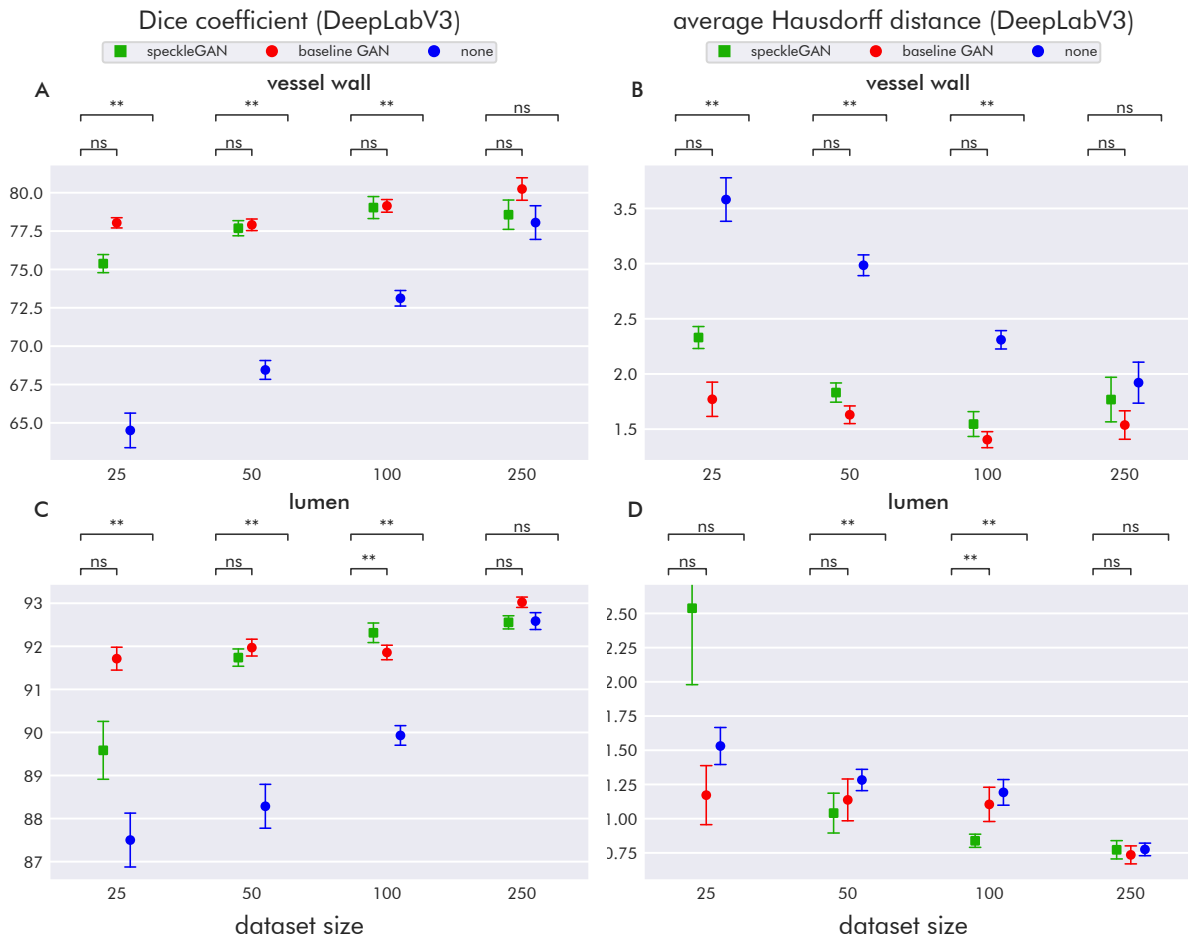 Dice coefficient (DeepLabV3)
average Hausdorff distance (DeepLabV3)
speckleGAN baseline GAN none
speckleGAN baseline GAN none
A
vessel wall
** ** ** ns
ns ns ns ns
80.0
77.5
75.0
72.5
70.0
67.5
65.0
25 50 100 250
B
vessel wall
** ** ** ns
ns ns ns ns
3.5
3.0
2.5
2.0
1.5
25 50 100 250
C
lumen
** ** ** ns
ns ns ** ns
93
92
91
90
89
88
87
25 50 100 250
dataset size
D
lumen
ns ** ** ns
ns ns ** ns
2.50
2.00
1.75
1.50
1.25
1.00
0.75
25 50 100 250
dataset size